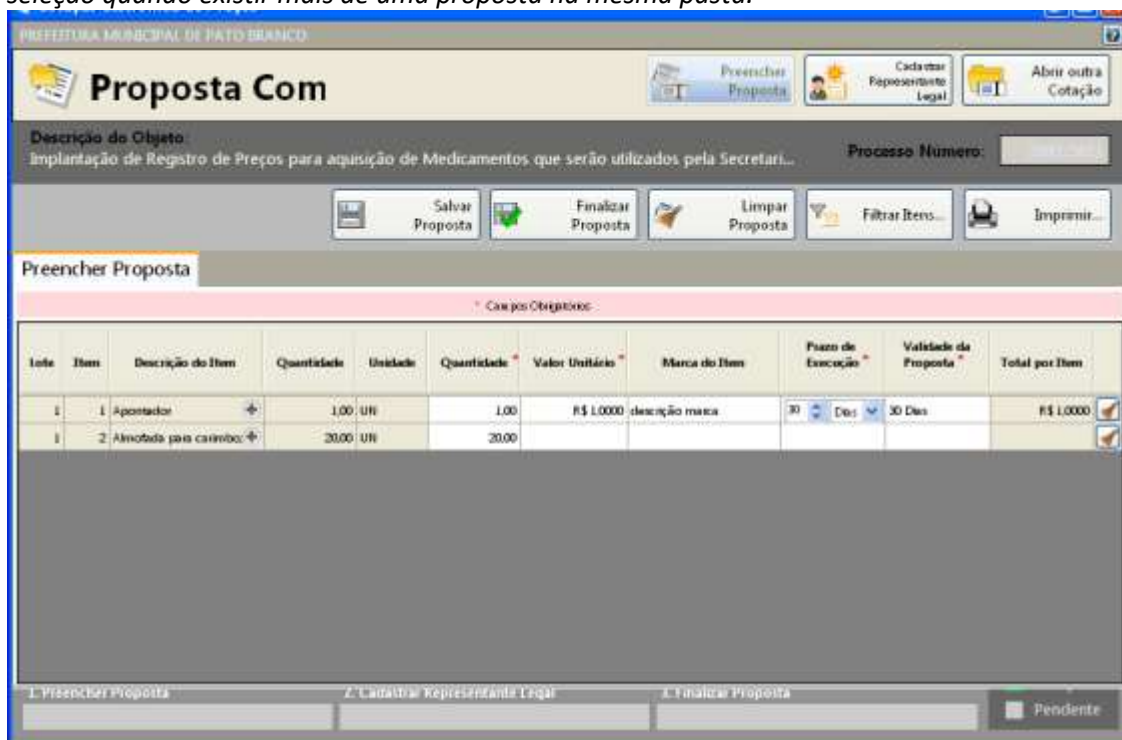 seleção quando existir mais de uma proposta na mesma pasta.
PREFEITURA MUNICIPAL DE PATO BRANCO
Proposta Com
Preencher
Proposta
Cadastrar
Representante
Legal
Abrir outra
Cotação
Descrição do Objeto:
Implantação de Registro de Preços para aquisição de Medicamentos que serão utilizados pela Secretari...
Processo Número:
Salvar
Proposta
Finalizar
Proposta
Limpar
Proposta
Filtrar Itens...
Imprimir...
Preencher Proposta
* Campos Obrigatórios
Lote Item Descrição do Item Quantidade Unidade Quantidade * Valor Unitário * Marca do Item Prazo de Execução * Validade da Proposta * Total por Item
1 1 Apontador + 1,00 UN 1,00 R$ 1,0000 descrição marca 30 Dias 30 Dias R$ 1,0000
1 2 Almofada para carimbo: + 20,00 UN 20,00
1. Preencher Proposta 2. Cadastrar Representante Legal 3. Finalizar Proposta
Pendente